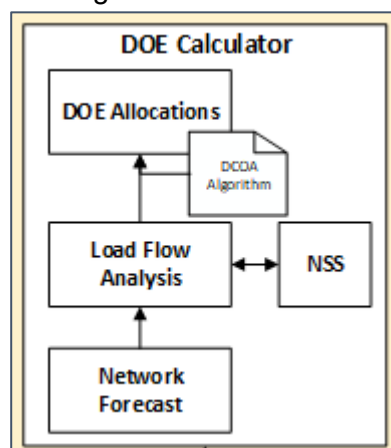 DOE Calculator
DOE Allocations
DCOA
Algorithm
Load Flow
Analysis
NSS
Network
Forecast